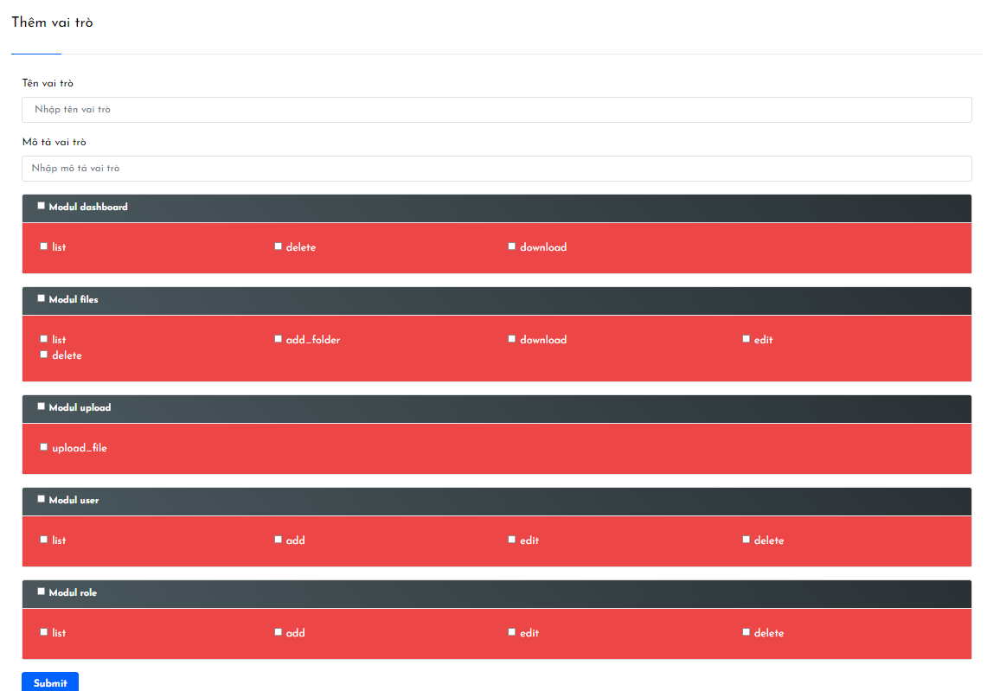 Thêm vai trò
Tên vai trò
Nhập tên vai trò
Mô tả vai trò
Nhập mô tả vai trò
Modul dashboard
list delete download
Modul files
list add_folder download edit
delete
Modul upload
upload_file
Modul user
list add edit delete
Modul role
list add edit delete
Submit